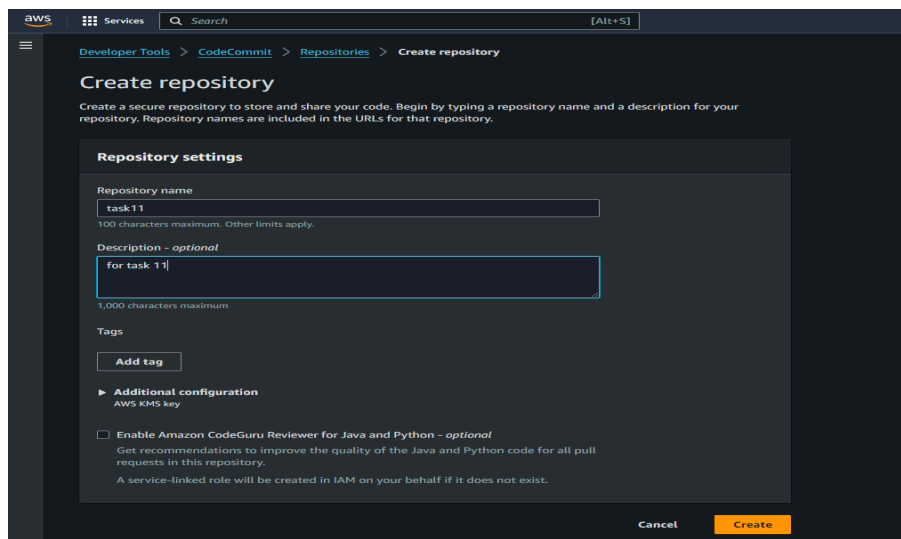 aws Services Search [Alt+S]
Developer Tools > CodeCommit > Repositories > Create repository
Create repository
Create a secure repository to store and share your code. Begin by typing a repository name and a description for your
repository. Repository names are included in the URLs for that repository.
Repository settings
Repository name
task11
100 characters maximum. Other limits apply.
Description – optional
for task 11
1,000 characters maximum
Tags
Add tag
Additional configuration
AWS KMS key
Enable Amazon CodeGuru Reviewer for Java and Python – optional
Get recommendations to improve the quality of the Java and Python code for all pull
requests in this repository.
A service-linked role will be created in IAM on your behalf if it does not exist.
Cancel Create